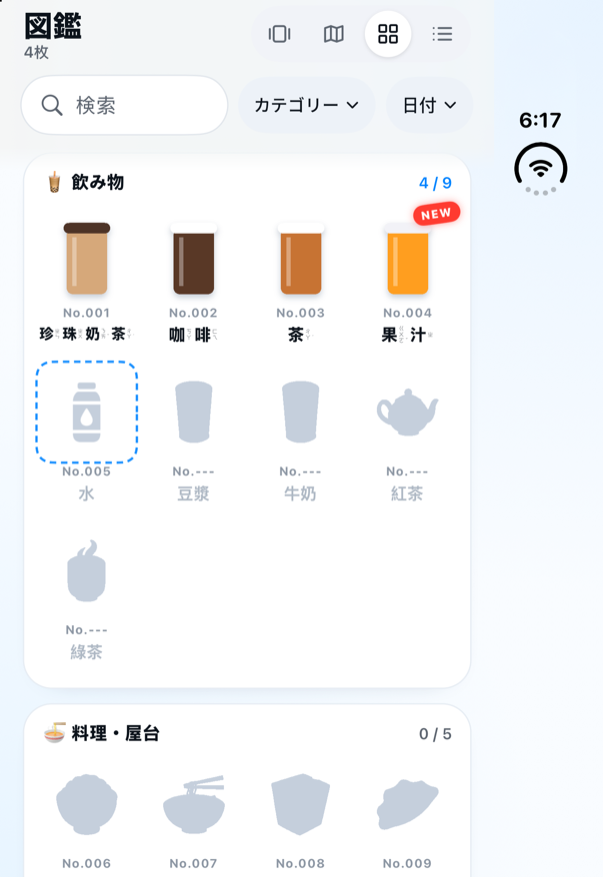 図鑑
4枚
検索
カテゴリー
日付
6:17
飲み物
4 / 9
NEW
No.001
No.002
No.003
No.004
珍珠奶茶
咖啡
茶
果汁
No.005
No.---
No.---
No.---
水
豆漿
牛奶
紅茶
No.---
綠茶
料理・屋台
0 / 5
No.006
No.007
No.008
No.009